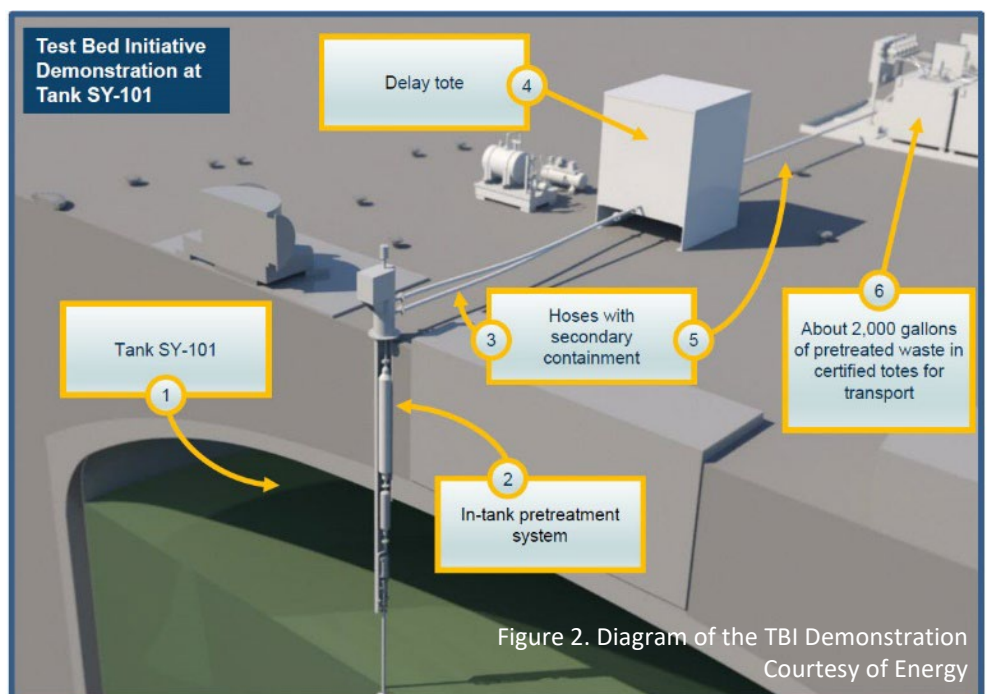 Test Bed Initiative
Demonstration at
Tank SY-101
Delay tote
4
Tank SY-101
1
3
Hoses with
secondary
containment
5
6
About 2,000 gallons
of pretreated waste in
certified totes for
transport
2
In-tank pretreatment
system
Figure 2. Diagram of the TBI Demonstration
Courtesy of Energy